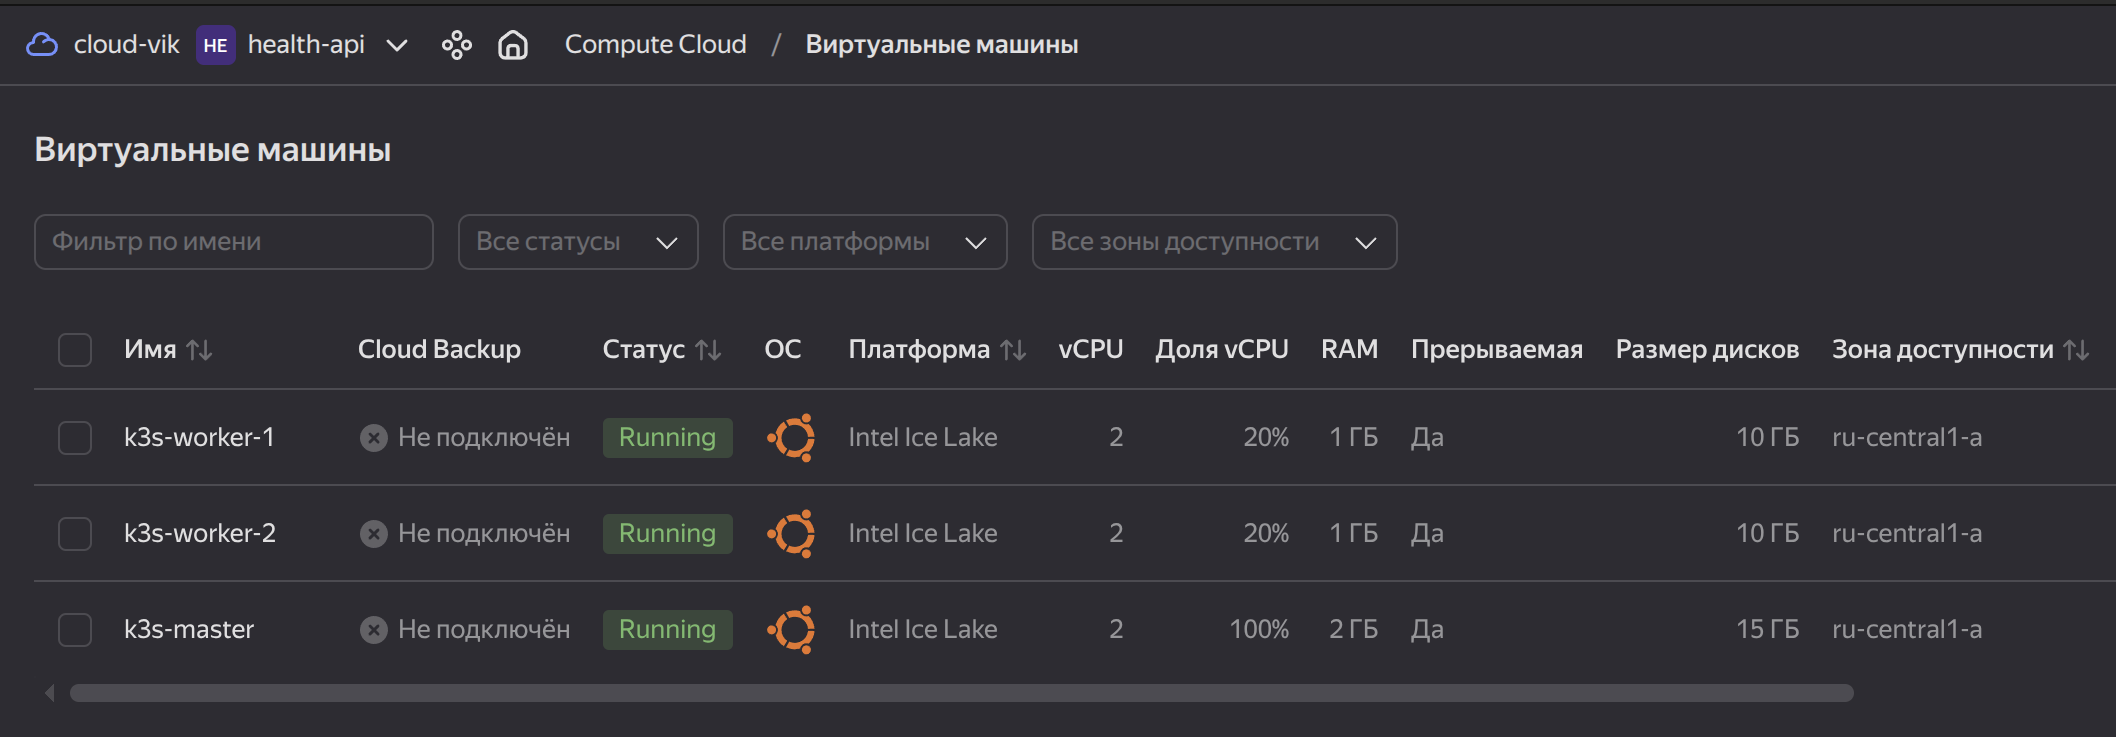 cloud-vik HE health-api Compute Cloud / Виртуальные машины
Виртуальные машины
Фильтр по имени Все статусы Все платформы Все зоны доступности
Имя Cloud Backup Статус ОС Платформа vCPU Доля vCPU RAM Прерываемая Размер дисков Зона доступности
k3s-worker-1 Не подключён Running Intel Ice Lake 2 20% 1 ГБ Да 10 ГБ ru-central1-a
k3s-worker-2 Не подключён Running Intel Ice Lake 2 20% 1 ГБ Да 10 ГБ ru-central1-a
k3s-master Не подключён Running Intel Ice Lake 2 100% 2 ГБ Да 15 ГБ ru-central1-a